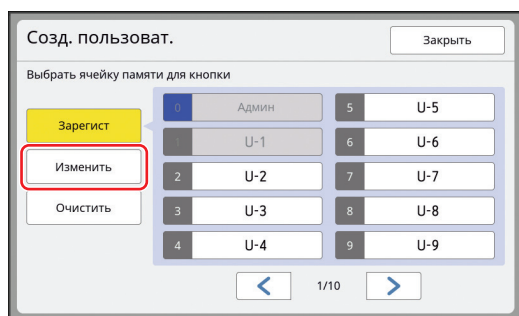 Созд. пользоват.
Закрыть
Выбрать ячейку памяти для кнопки
Зарегист
Изменить
Очистить
0 Админ
1 U-1
2 U-2
3 U-3
4 U-4
5 U-5
6 U-6
7 U-7
8 U-8
9 U-9
1/10